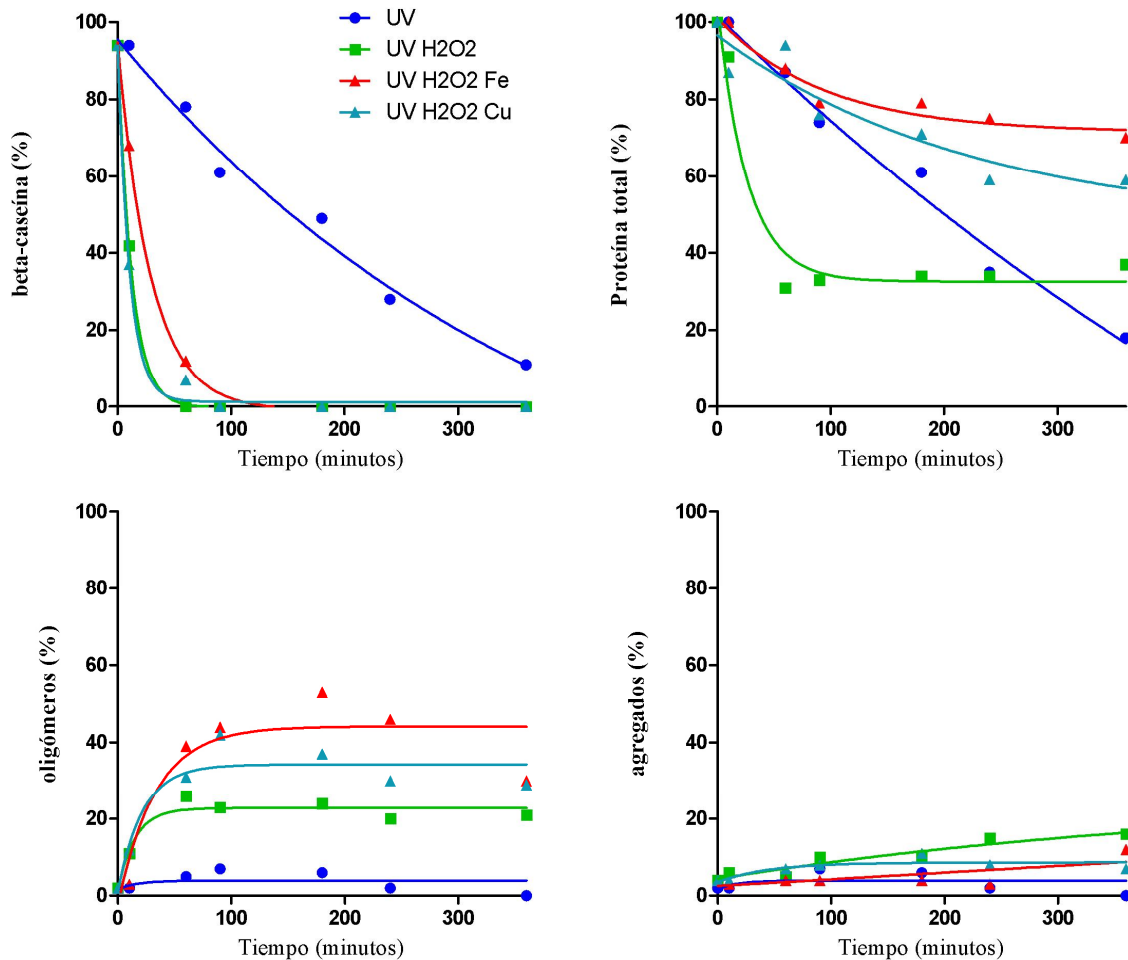 UV
UV H2O2
UV H2O2 Fe
UV H2O2 Cu
beta-caseína (%)
100
80
60
40
20
0
0 100 200 300
Tiempo (minutos)
Proteína total (%)
100
80
60
40
20
0
0 100 200 300
Tiempo (minutos)
oligómeros (%)
100
80
60
40
20
0
0 100 200 300
Tiempo (minutos)
agregados (%)
100
80
60
40
20
0
0 100 200 300
Tiempo (minutos)